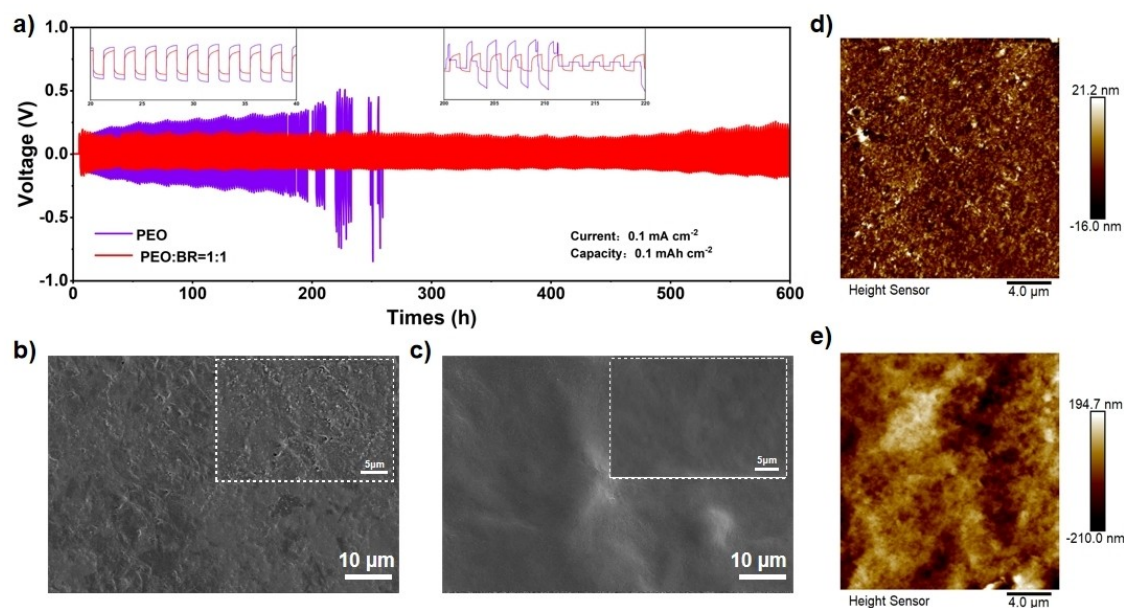 a)
1.0
0.5
0.0
-0.5
-1.0
Voltage (V)
20 25 30 35 40
200 205 210 215 220
PEO
PEO:BR=1:1
Current：0.1 mA cm⁻²
Capacity：0.1 mAh cm⁻²
0 100 200 300 400 500 600
Times (h)
b)
5μm
10 μm
c)
5μm
10 μm
d)
21.2 nm
-16.0 nm
Height Sensor
4.0 μm
e)
194.7 nm
-210.0 nm
Height Sensor
4.0 μm